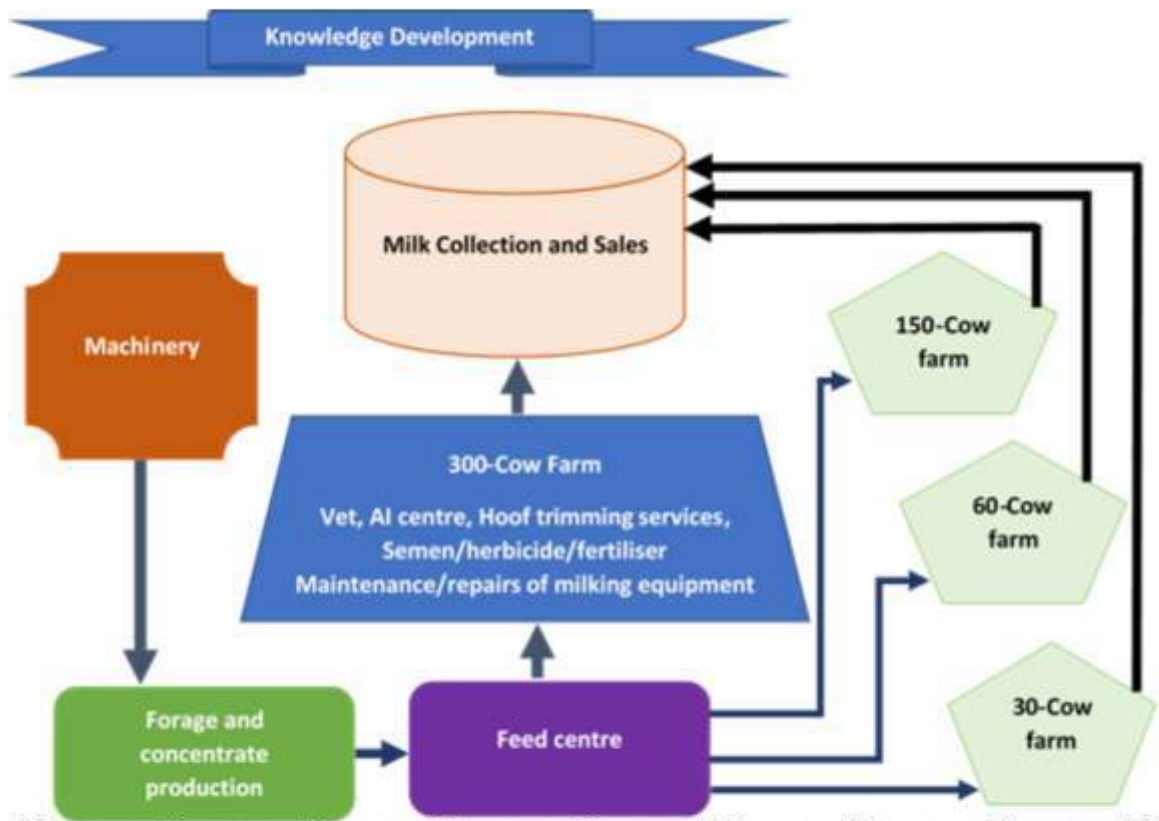 Knowledge Development
Milk Collection and Sales
Machinery
150-Cow
farm
300-Cow Farm
Vet, AI centre, Hoof trimming services,
Semen/herbicide/fertiliser
Maintenance/repairs of milking equipment
60-Cow
farm
Forage and
concentrate
production
Feed centre
30-Cow
farm